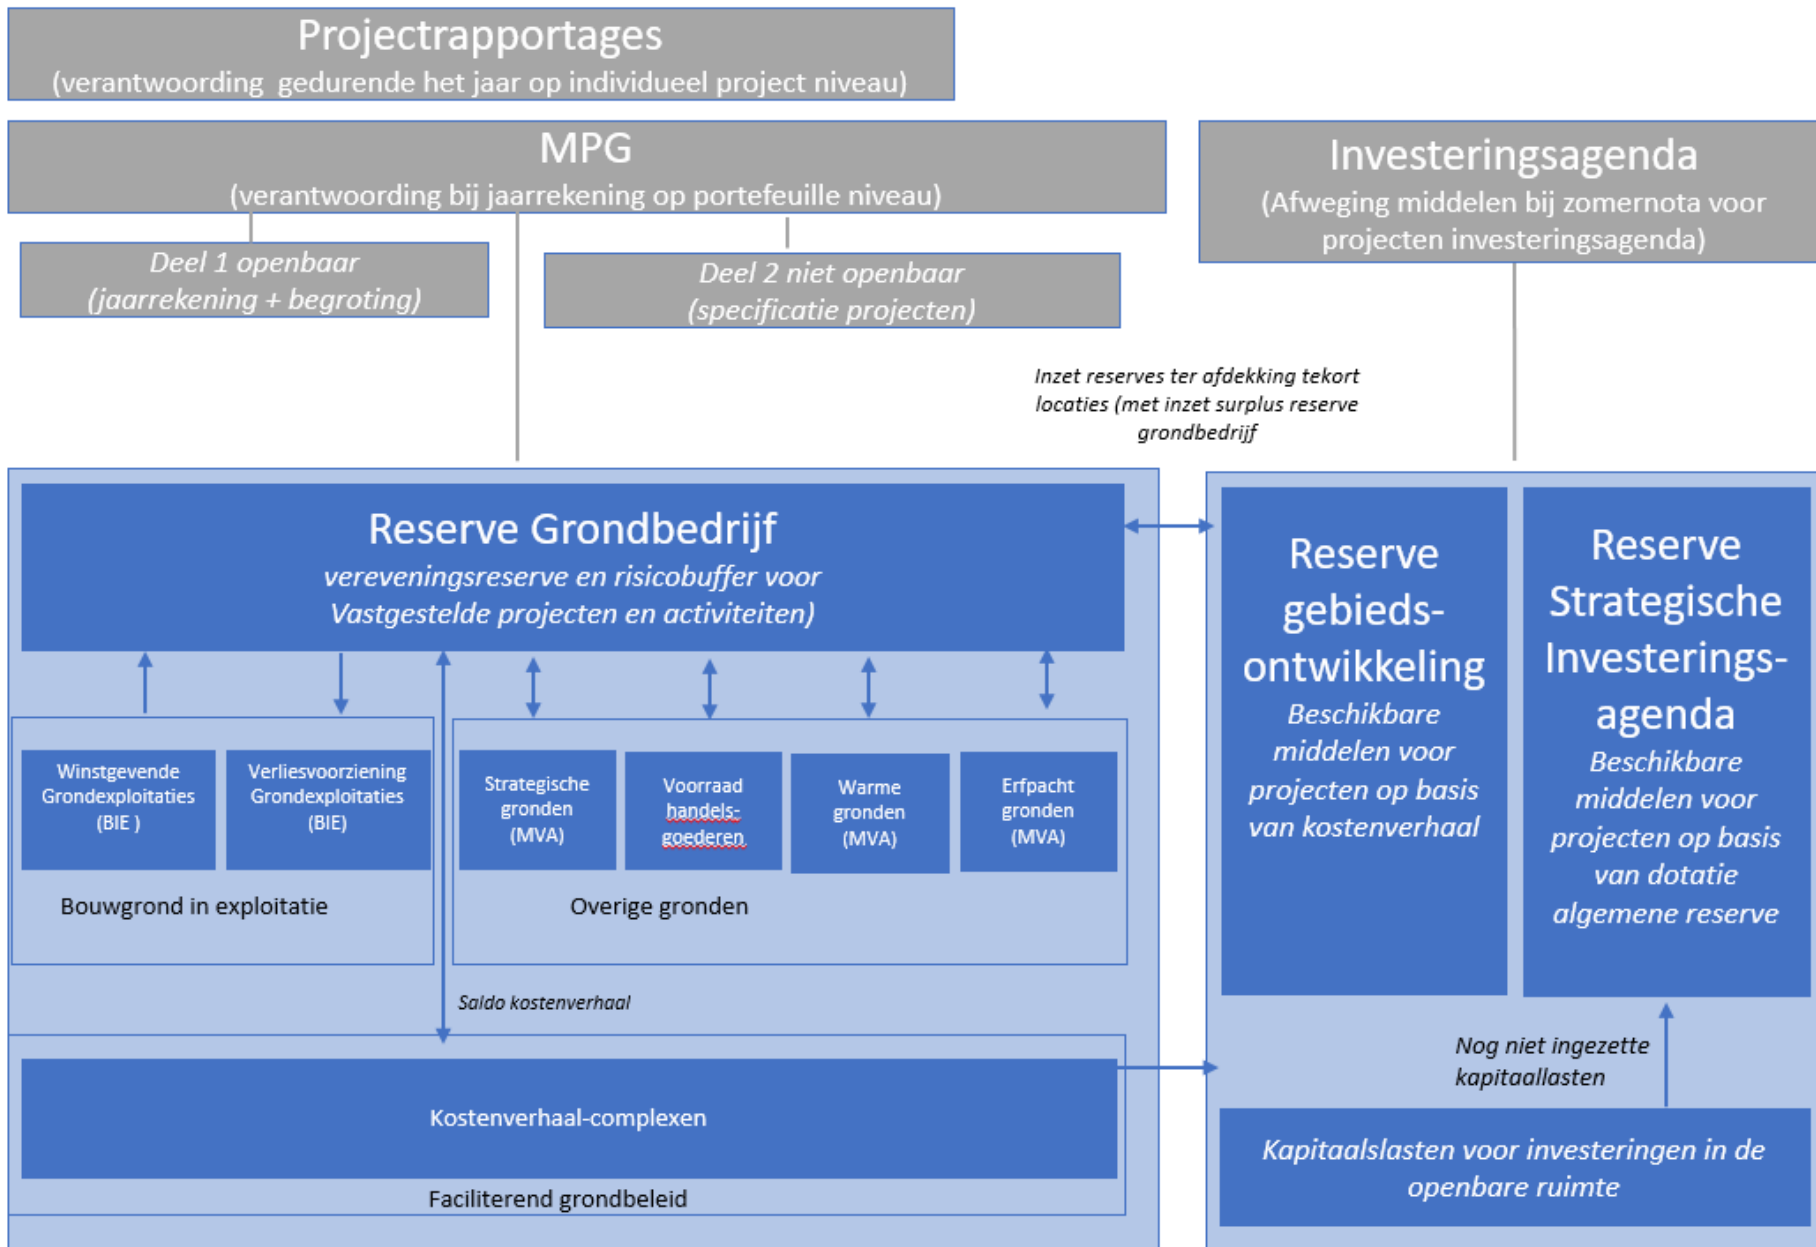 Projectrapportages
(verantwoording gedurende het jaar op individueel project niveau)
MPG
(verantwoording bij jaarrekening op portefeuille niveau)
Investeringsagenda
(Afweging middelen bij zomernota voor
projecten investeringsagenda)
Deel 1 openbaar
(jaarrekening + begroting)
Deel 2 niet openbaar
(specificatie projecten)
Inzet reserves ter afdekking tekort
locaties (met inzet surplus reserve
grondbedrijf
Reserve Grondbedrijf
vereveningsreserve en risicobuffer voor
Vastgestelde projecten en activiteiten)
Reserve
gebieds-
ontwikkeling
Beschikbare
middelen voor
projecten op basis
van kostenverhaal
Reserve
Strategische
Investerings-
agenda
Beschikbare
middelen voor
projecten op basis
van dotatie
algemene reserve
Winstgevende
Grondexploitaties
(BIE )
Verliesvoorziening
Grondexploitaties
(BIE)
Strategische
gronden
(MVA)
Voorraad
handels-
goederen
Warme
gronden
(MVA)
Erfpacht
gronden
(MVA)
Bouwgrond in exploitatie
Overige gronden
Saldo kostenverhaal
Nog niet ingezette
kapitaallasten
Kostenverhaal-complexen
Faciliterend grondbeleid
Kapitaalslasten voor investeringen in de
openbare ruimte